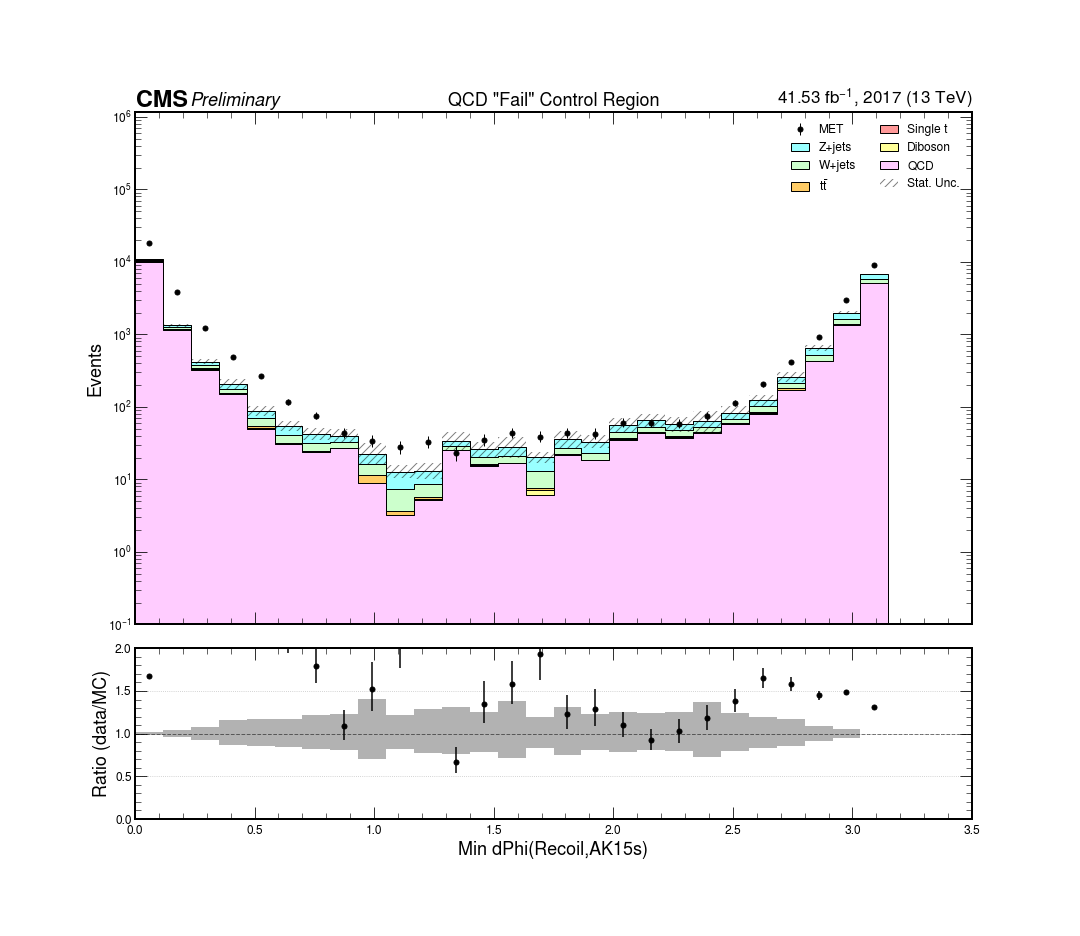 CMS Preliminary QCD "Fail" Control Region 41.53 fb⁻¹, 2017 (13 TeV)
MET Single t
Z+jets Diboson
W+jets QCD
tt̄ Stat. Unc.
10⁶
10⁵
10⁴
10³
10²
10¹
10⁰
10⁻¹
Events
2.0
1.5
1.0
0.5
0.0
Ratio (data/MC)
0.0 0.5 1.0 1.5 2.0 2.5 3.0 3.5
Min dPhi(Recoil,AK15s)